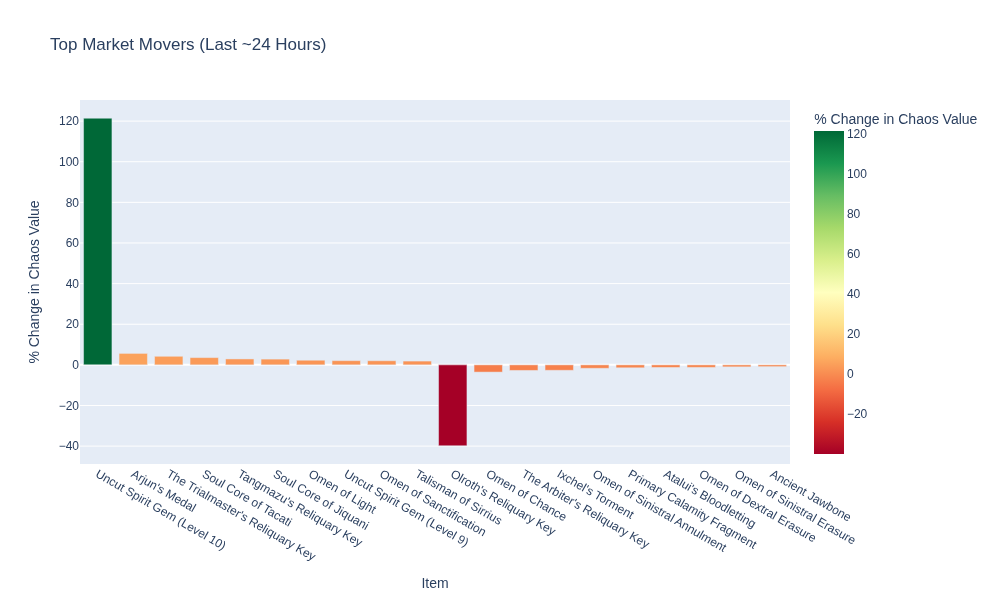 Top Market Movers (Last ~24 Hours)
% Change in Chaos Value
120
100
80
60
40
20
0
−20
−40
Uncut Spirit Gem (Level 10)
Arjun's Medal
The Trialmaster's Reliquary Key
Soul Core of Tacati
Tangmazu's Reliquary Key
Soul Core of Jiquani
Omen of Light
Uncut Spirit Gem (Level 9)
Omen of Sanctification
Talisman of Sirrius
Olroth's Reliquary Key
Omen of Chance
The Arbiter's Reliquary Key
Ixchel's Torment
Omen of Sinistral Annulment
Primary Calamity Fragment
Atalui's Bloodletting
Omen of Dextral Erasure
Omen of Sinistral Erasure
Ancient Jawbone
Item
% Change in Chaos Value
120
100
80
60
40
20
0
−20